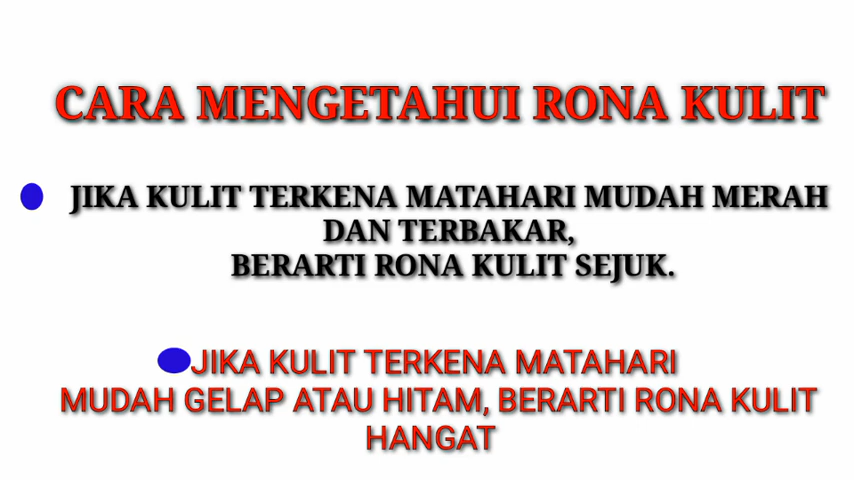 CARA MENGETAHUI RONA KULIT
JIKA KULIT TERKENA MATAHARI MUDAH MERAH
DAN TERBAKAR,
BERARTI RONA KULIT SEJUK.
JIKA KULIT TERKENA MATAHARI
MUDAH GELAP ATAU HITAM, BERARTI RONA KULIT
HANGAT